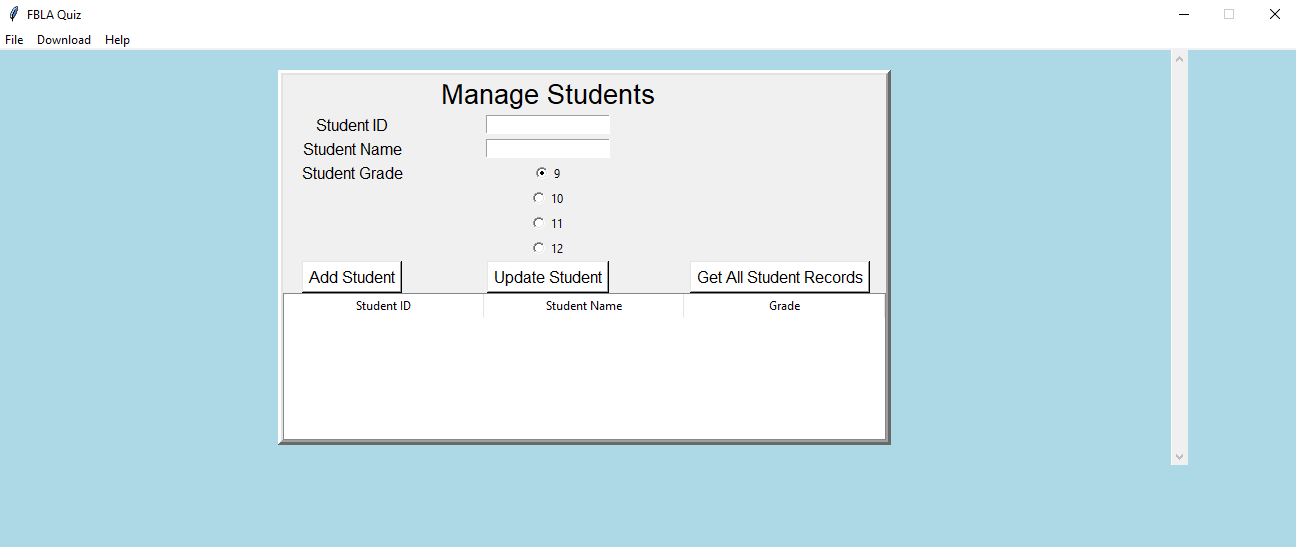 FBLA Quiz
File Download Help
Manage Students
Student ID
Student Name
Student Grade 9
10
11
12
Add Student Update Student Get All Student Records
Student ID Student Name Grade